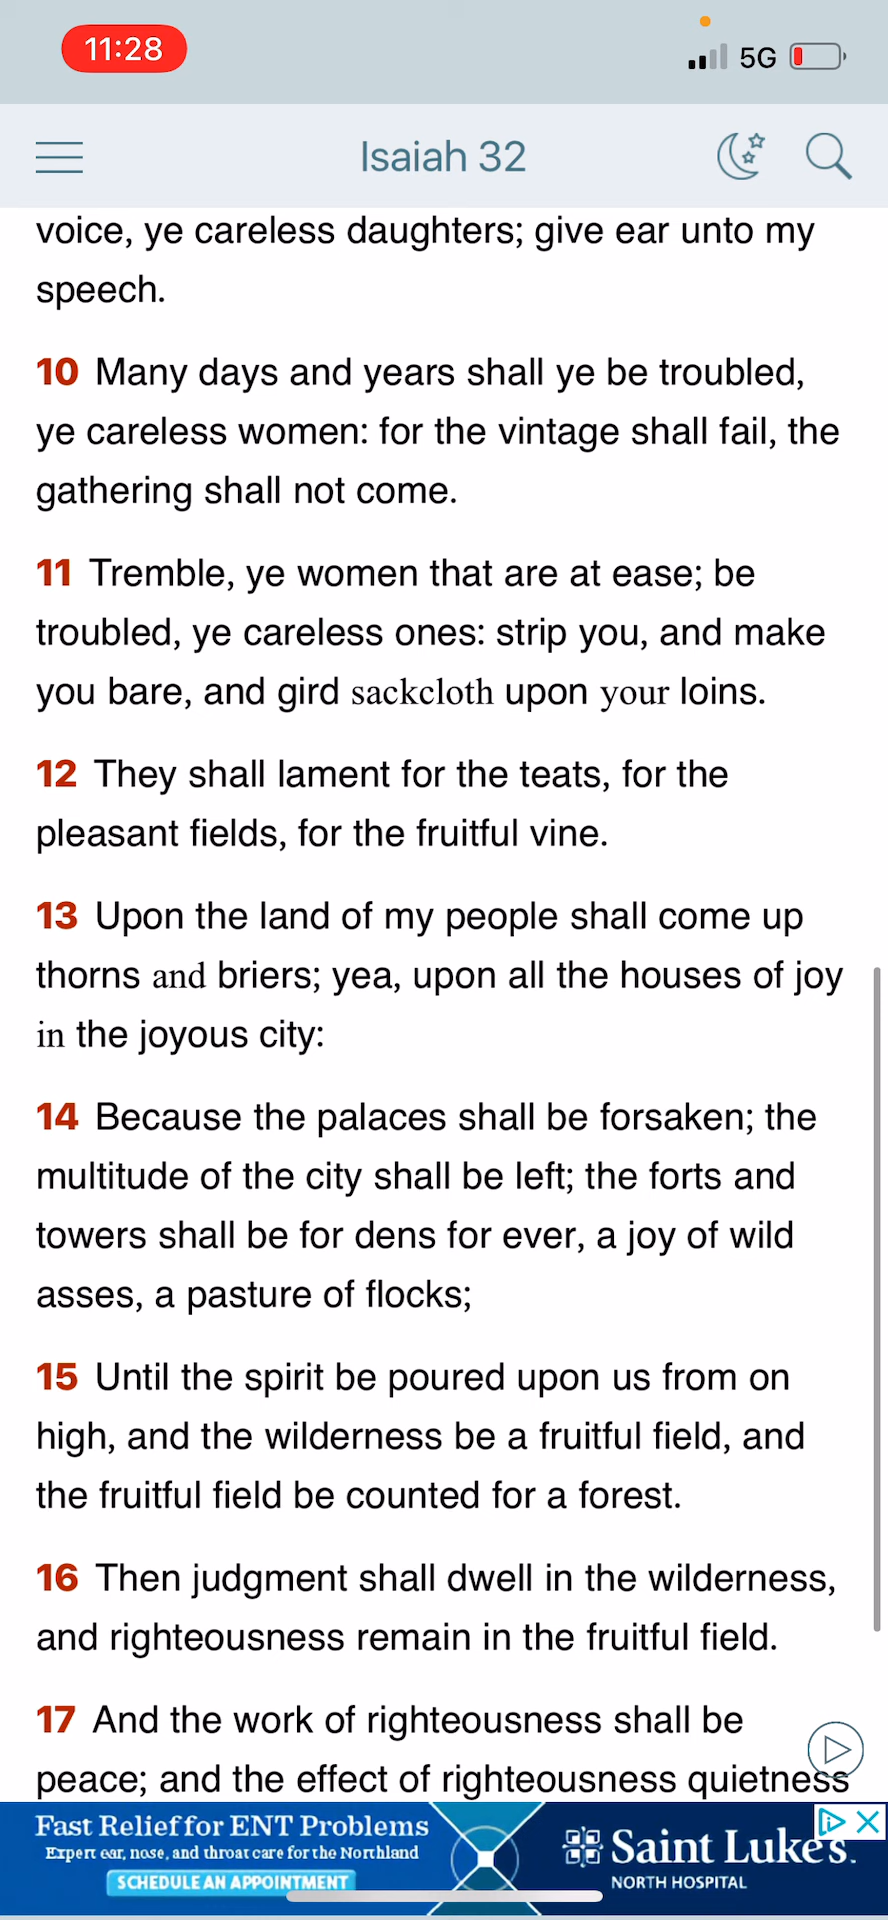 11:28
5G
Isaiah 32
voice, ye careless daughters; give ear unto my
speech.
10 Many days and years shall ye be troubled,
ye careless women: for the vintage shall fail, the
gathering shall not come.
11 Tremble, ye women that are at ease; be
troubled, ye careless ones: strip you, and make
you bare, and gird sackcloth upon your loins.
12 They shall lament for the teats, for the
pleasant fields, for the fruitful vine.
13 Upon the land of my people shall come up
thorns and briers; yea, upon all the houses of joy
in the joyous city:
14 Because the palaces shall be forsaken; the
multitude of the city shall be left; the forts and
towers shall be for dens for ever, a joy of wild
asses, a pasture of flocks;
15 Until the spirit be poured upon us from on
high, and the wilderness be a fruitful field, and
the fruitful field be counted for a forest.
16 Then judgment shall dwell in the wilderness,
and righteousness remain in the fruitful field.
17 And the work of righteousness shall be
peace; and the effect of righteousness quietness
Fast Relief for ENT Problems
Expert ear, nose, and throat care for the Northland
SCHEDULE AN APPOINTMENT
Saint Luke's.
NORTH HOSPITAL